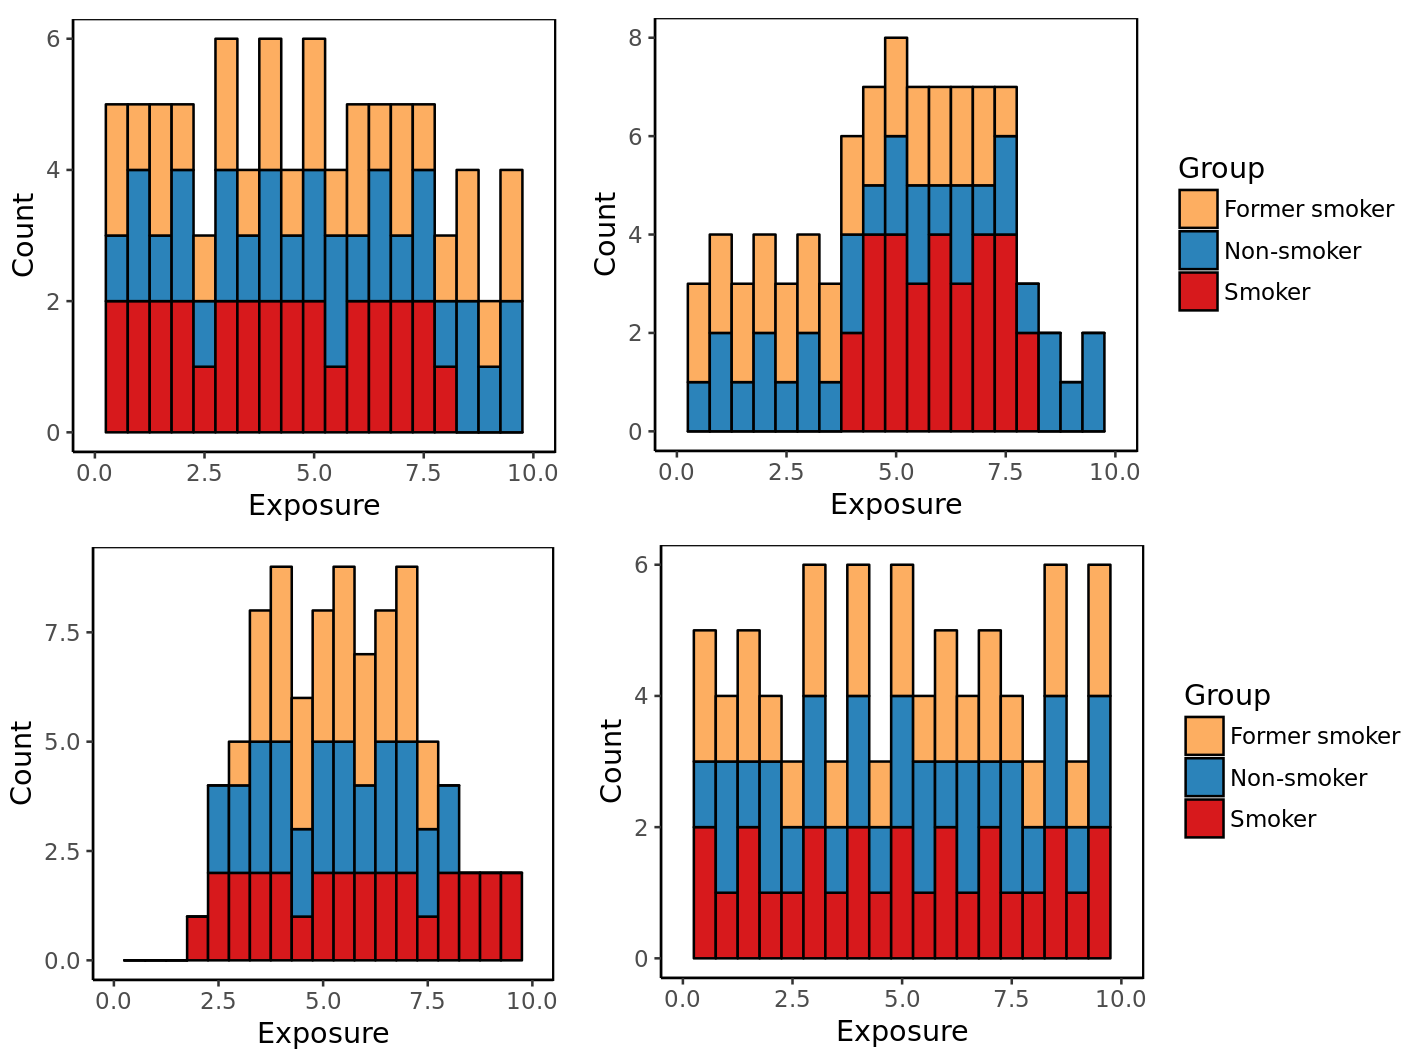 6
4
2
0
Count
0.0 2.5 5.0 7.5 10.0
Exposure
8
6
4
2
0
Count
0.0 2.5 5.0 7.5 10.0
Exposure
Group
Former smoker
Non-smoker
Smoker
7.5
5.0
2.5
0.0
Count
0.0 2.5 5.0 7.5 10.0
Exposure
6
4
2
0
Count
0.0 2.5 5.0 7.5 10.0
Exposure
Group
Former smoker
Non-smoker
Smoker